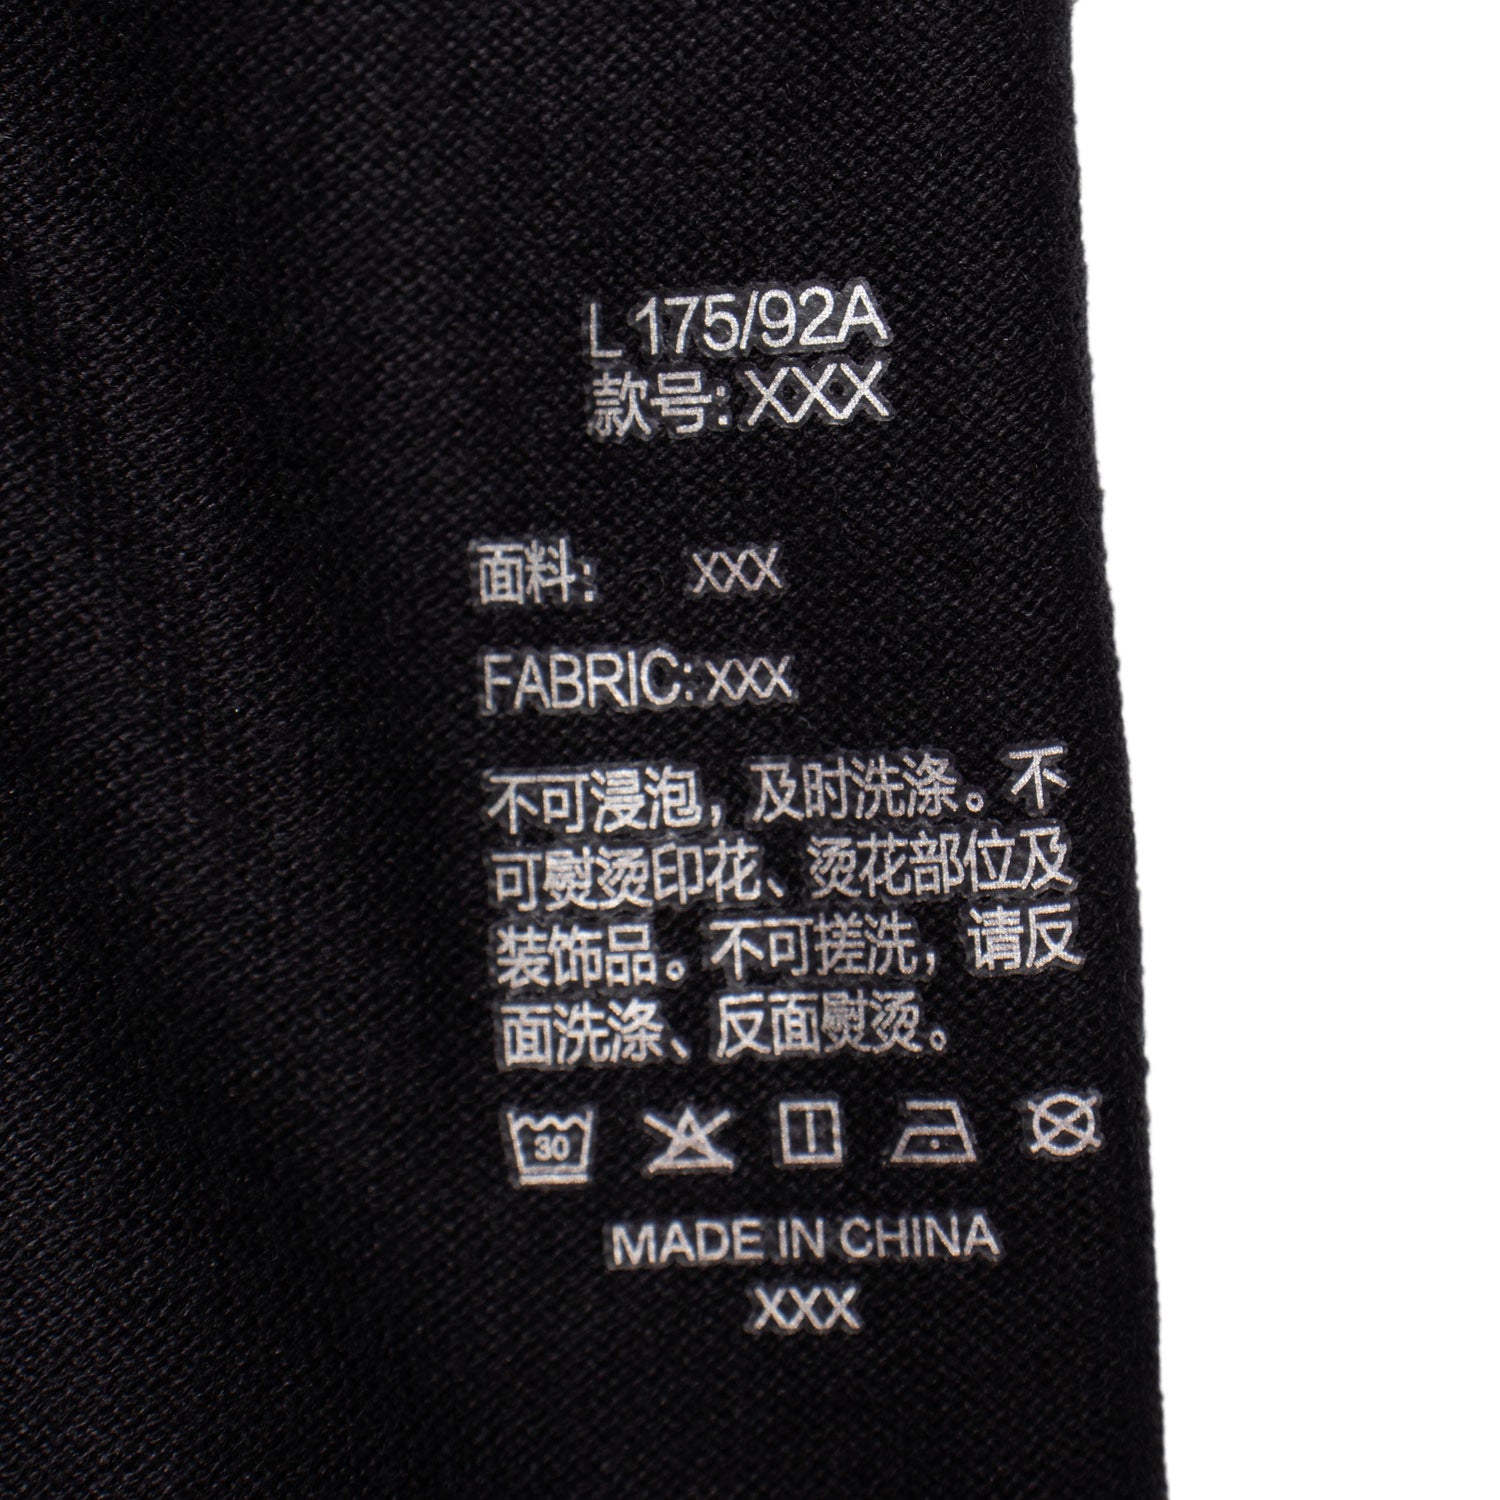 L 175/92A
款号: XXX
面料: XXX
FABRIC: XXX
不可浸泡，及时洗涤。不
可熨烫印花、烫花部位及
装饰品。不可搓洗，请反
面洗涤、反面熨烫。
30
MADE IN CHINA
XXX